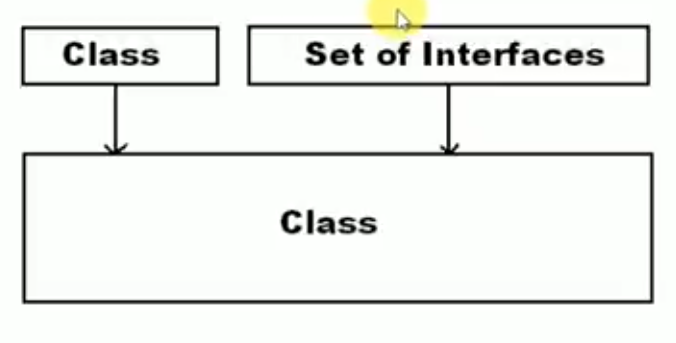 Class
Set of Interfaces
Class